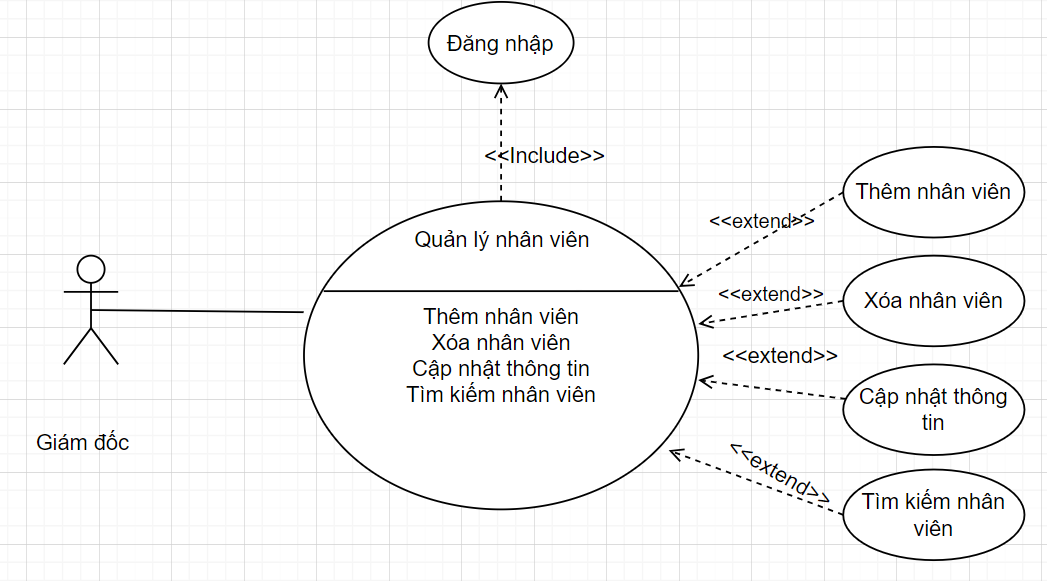 Đăng nhập
<<Include>>
Thêm nhân viên
<<extend>>
Quản lý nhân viên
<<extend>>
Xóa nhân viên
Thêm nhân viên
Xóa nhân viên
Cập nhật thông tin
Tìm kiếm nhân viên
<<extend>>
Cập nhật thông
tin
Giám đốc
<<extend>>
Tìm kiếm nhân
viên